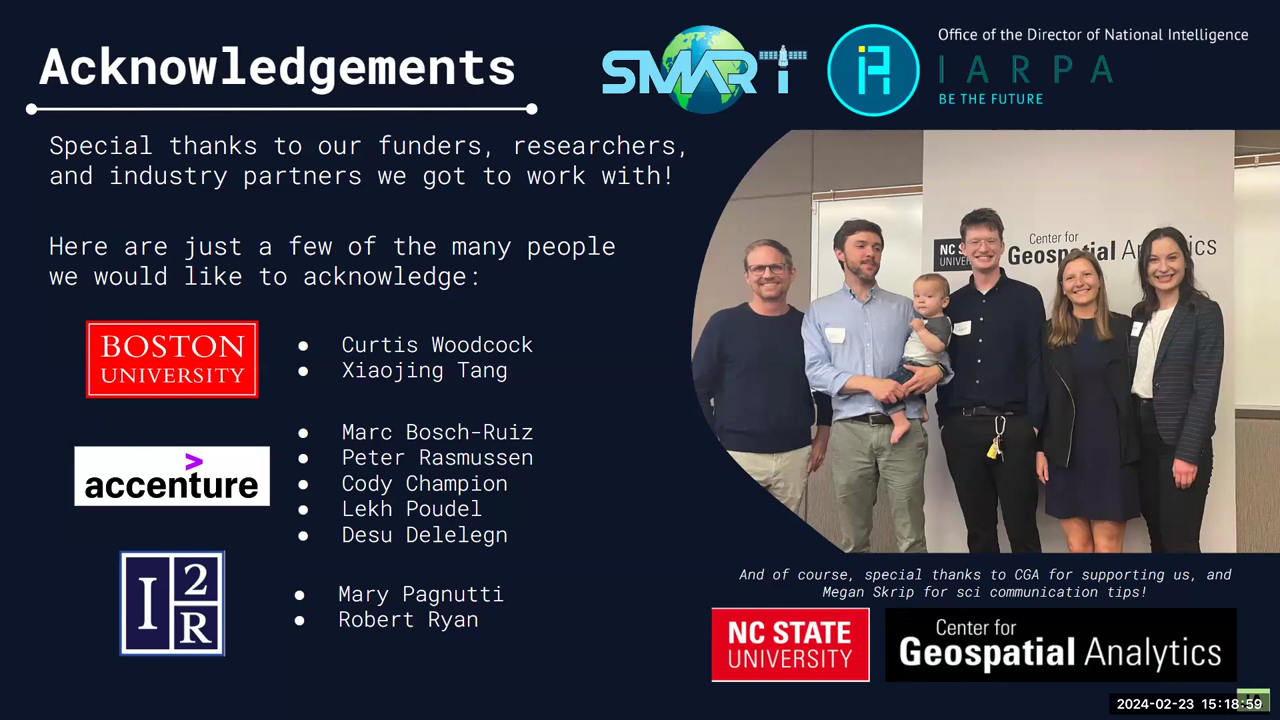 Acknowledgements
SMART
Office of the Director of National Intelligence
IARPA
BE THE FUTURE
Special thanks to our funders, researchers,
and industry partners we got to work with!
Here are just a few of the many people
we would like to acknowledge:
BOSTON
UNIVERSITY
● Curtis Woodcock
● Xiaojing Tang
>
accenture
● Marc Bosch-Ruiz
● Peter Rasmussen
● Cody Champion
● Lekh Poudel
● Desu Delelegn
I2R
● Mary Pagnutti
● Robert Ryan
NC S
UNIVER
Center for
Geospatial Analytics
And of course, special thanks to CGA for supporting us, and
Megan Skrip for sci communication tips!
NC STATE
UNIVERSITY
Center for
Geospatial Analytics
2024-02-23 15:18:59